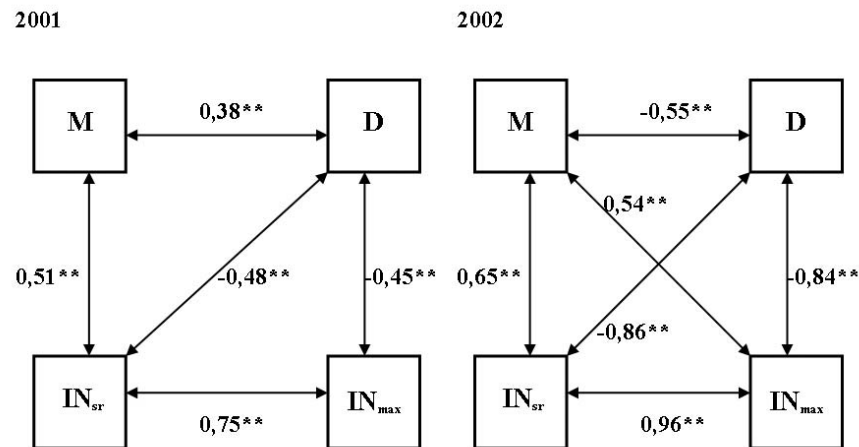 2001
M
0,38**
D
0,51**
-0,48**
-0,45**
INsr
0,75**
INmax
2002
M
-0,55**
D
0,54**
0,65**
-0,84**
-0,86**
INsr
0,96**
INmax